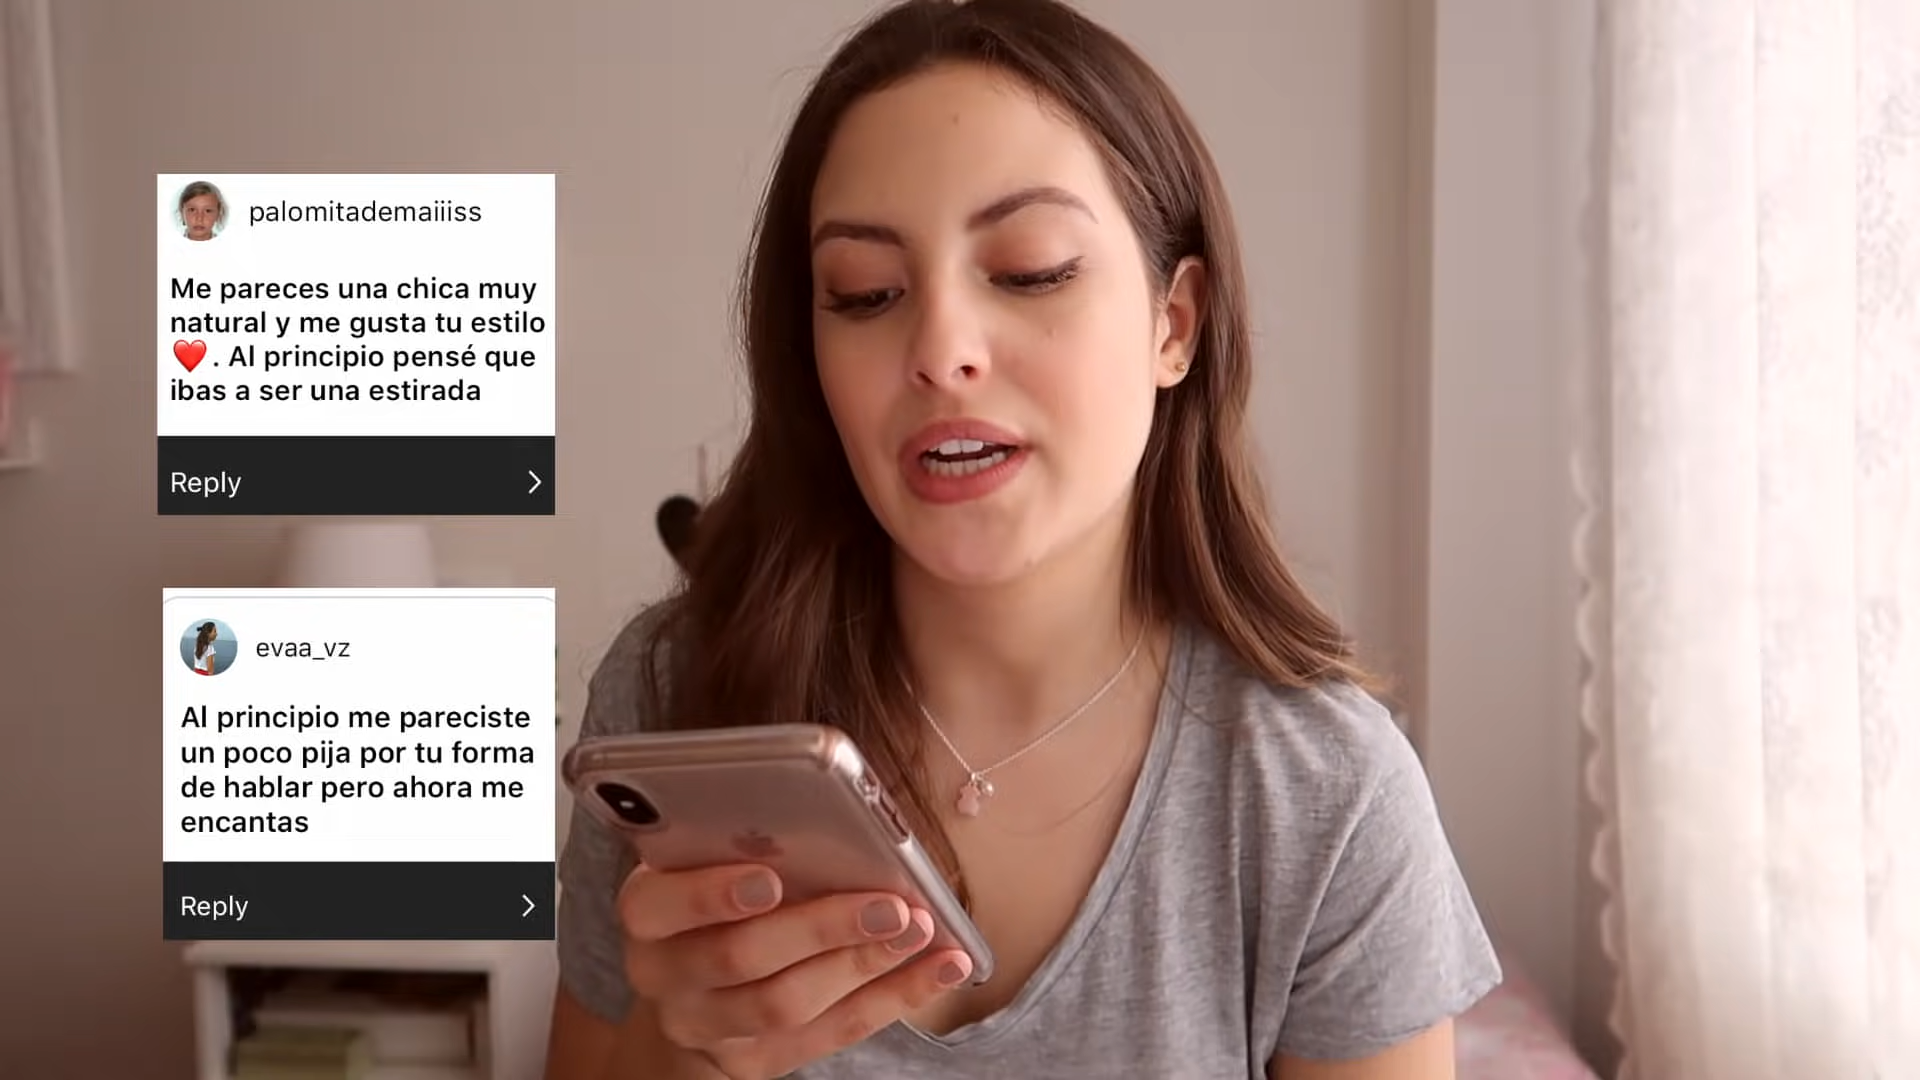 palomitademaiiiss
Me pareces una chica muy
natural y me gusta tu estilo
❤️. Al principio pensé que
ibas a ser una estirada
Reply
evaa_vz
Al principio me pareciste
un poco pija por tu forma
de hablar pero ahora me
encantas
Reply